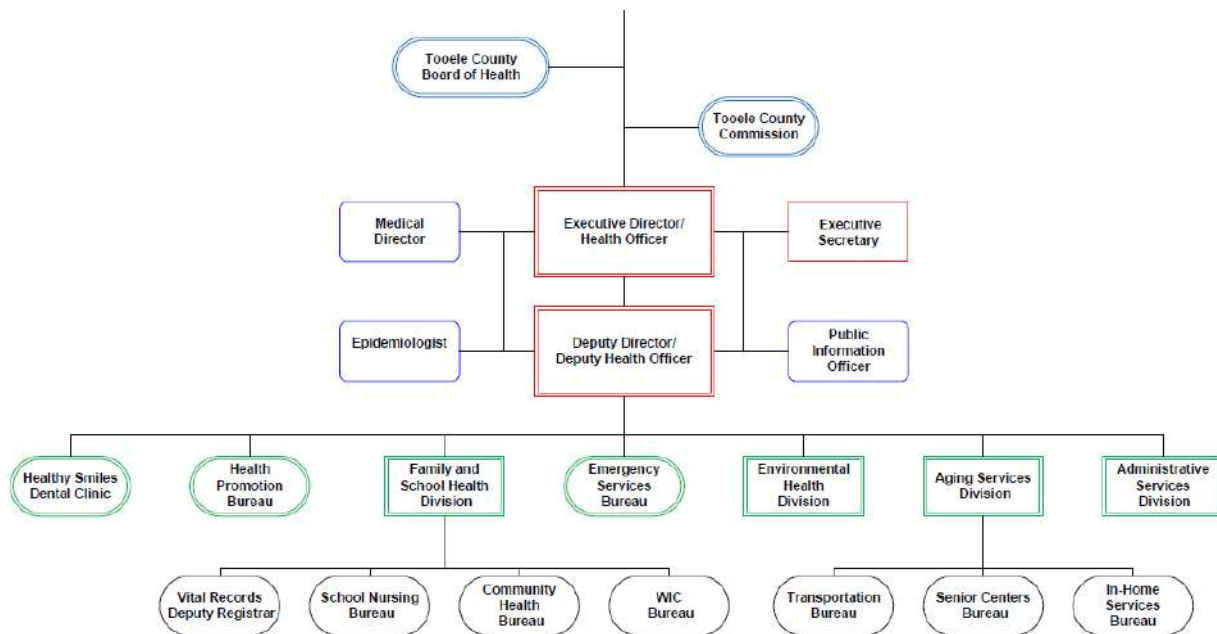 Tooele County
Board of Health
Tooele County
Commission
Medical
Director
Executive Director/
Health Officer
Executive
Secretary
Epidemiologist
Deputy Director/
Deputy Health Officer
Public
Information
Officer
Healthy Smiles
Dental Clinic
Health
Promotion
Bureau
Family and
School Health
Division
Emergency
Services
Bureau
Environmental
Health
Division
Aging Services
Division
Administrative
Services
Division
Vital Records
Deputy Registrar
School Nursing
Bureau
Community
Health
Bureau
WIC
Bureau
Transportation
Bureau
Senior Centers
Bureau
In-Home
Services
Bureau